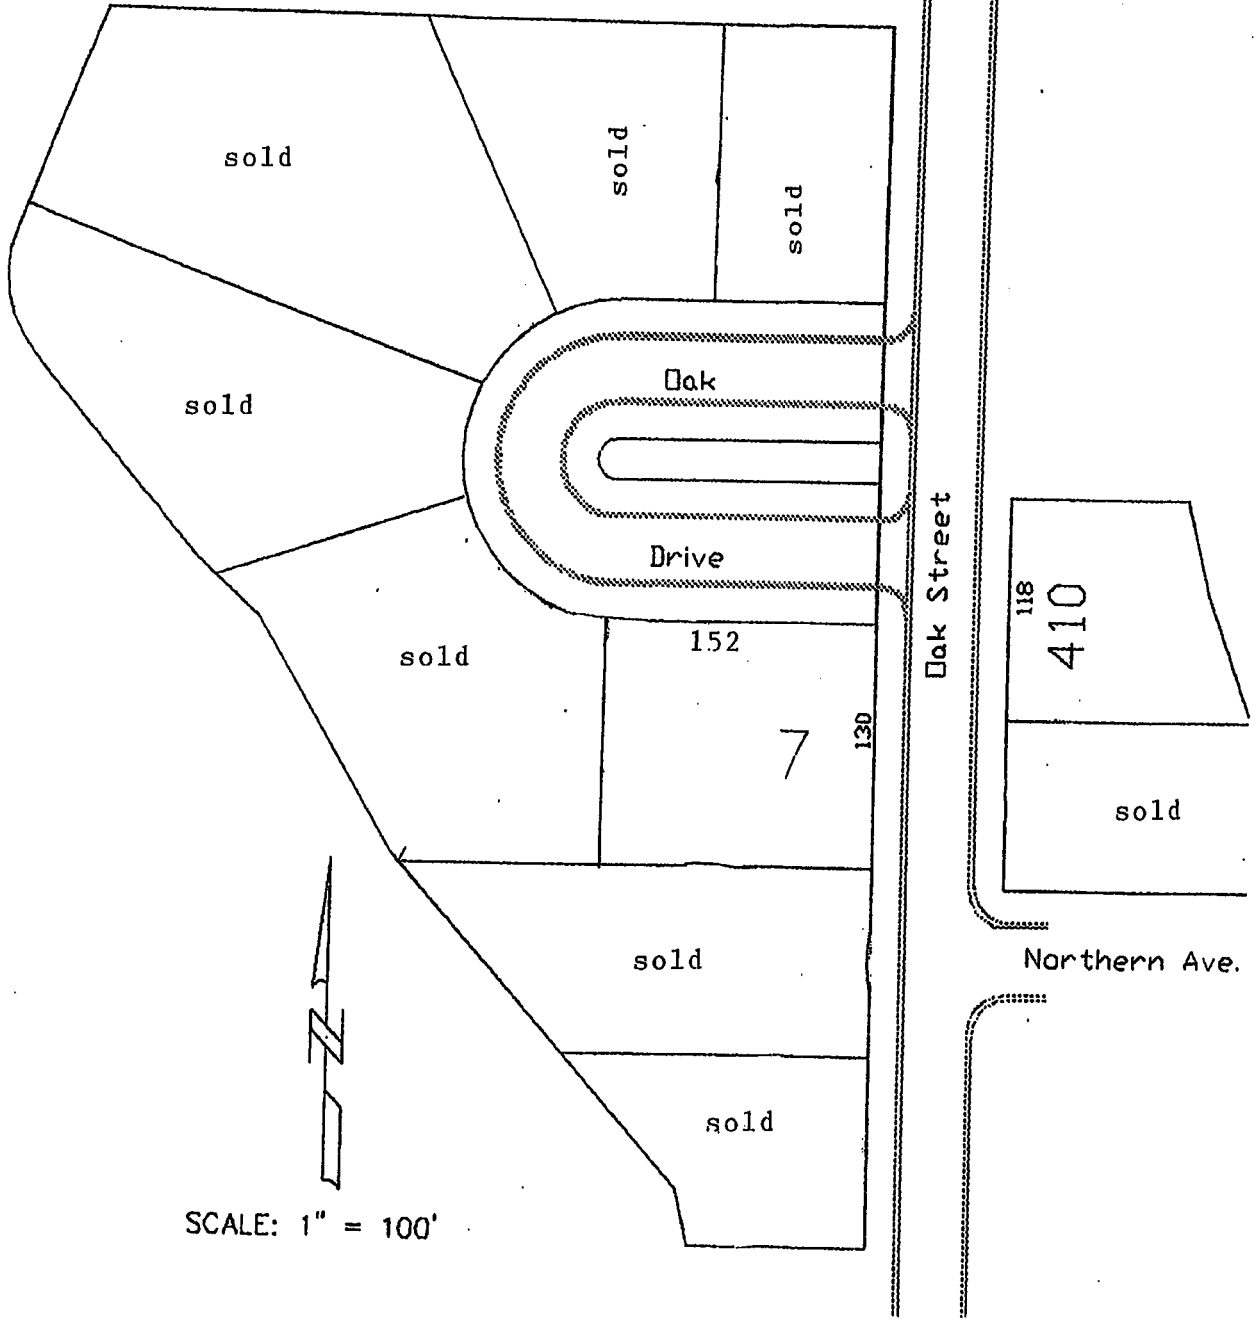 sold
sold
sold
sold
Oak
Drive
Oak Street
118
410
sold
152
7
130
sold
sold
Northern Ave.
sold
N
SCALE: 1" = 100'